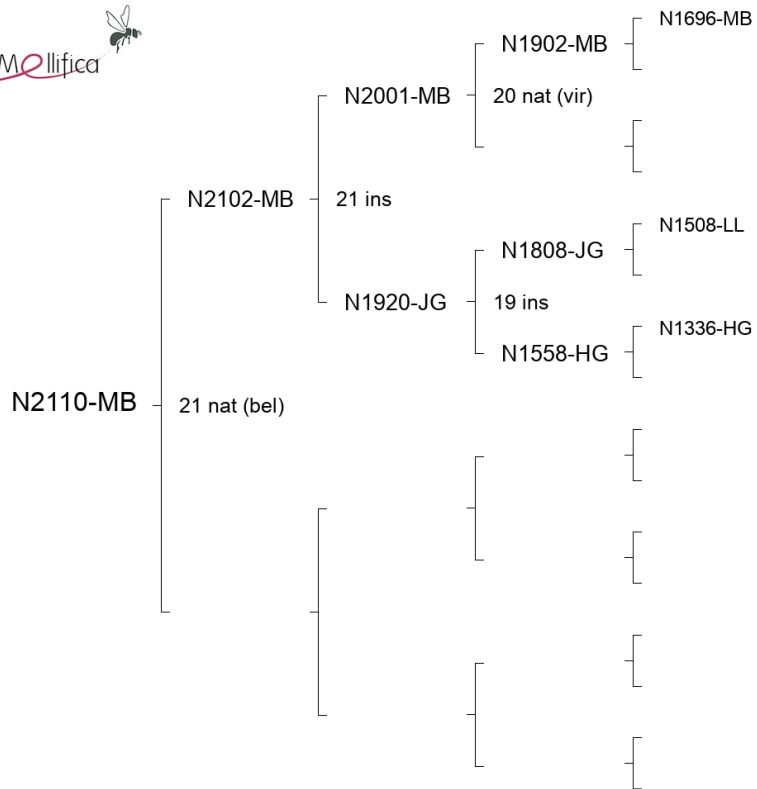 Mellifica
N1696-MB
N1902-MB
N2001-MB
20 nat (vir)
N2102-MB
21 ins
N1508-LL
N1808-JG
N1920-JG
19 ins
N1336-HG
N1558-HG
N2110-MB
21 nat (bel)